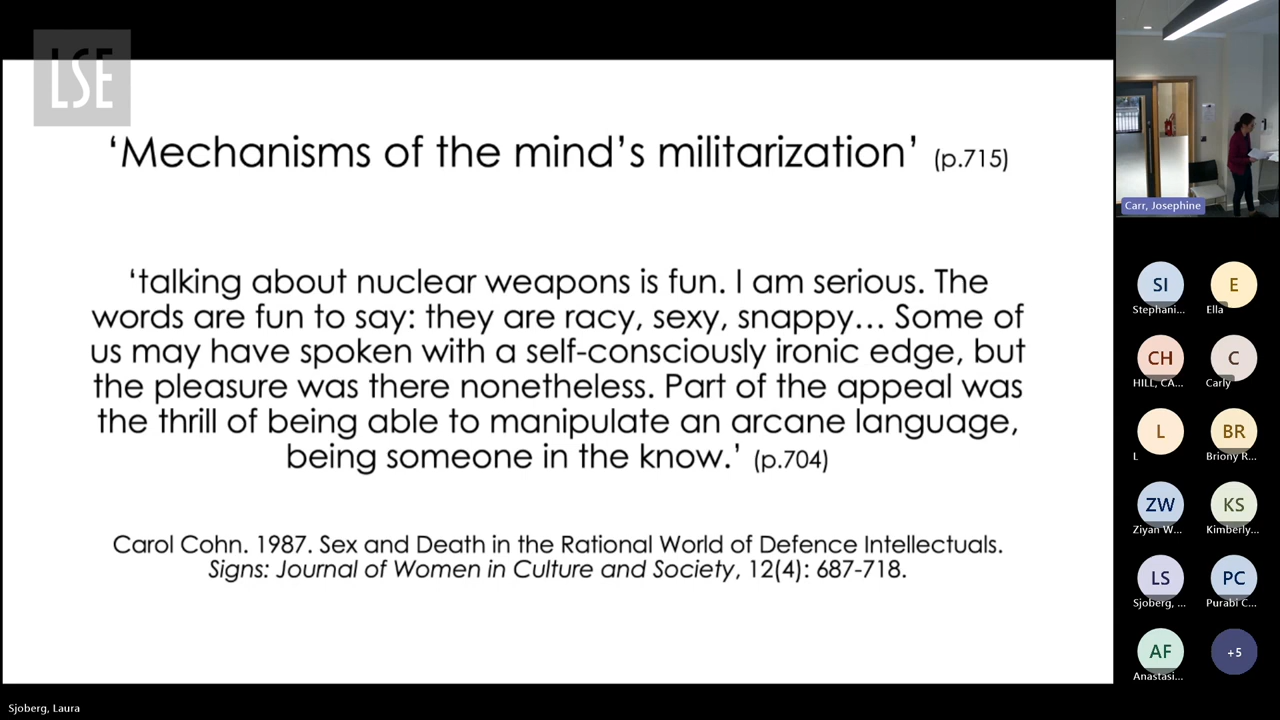 LSE
‘Mechanisms of the mind’s militarization’ (p.715)
‘talking about nuclear weapons is fun. I am serious. The
words are fun to say: they are racy, sexy, snappy… Some of
us may have spoken with a self-consciously ironic edge, but
the pleasure was there nonetheless. Part of the appeal was
the thrill of being able to manipulate an arcane language,
being someone in the know.’ (p.704)
Carol Cohn. 1987. Sex and Death in the Rational World of Defence Intellectuals.
Signs: Journal of Women in Culture and Society, 12(4): 687-718.
Carr, Josephine
SI
Stephani...
E
Ella
CH
HILL, CA...
C
Carly
L
L
BR
Briony R...
ZW
Ziyan W...
KS
Kimberly...
LS
Sjoberg, ...
PC
Purabi C...
AF
Anastasi...
+5
Sjoberg, Laura